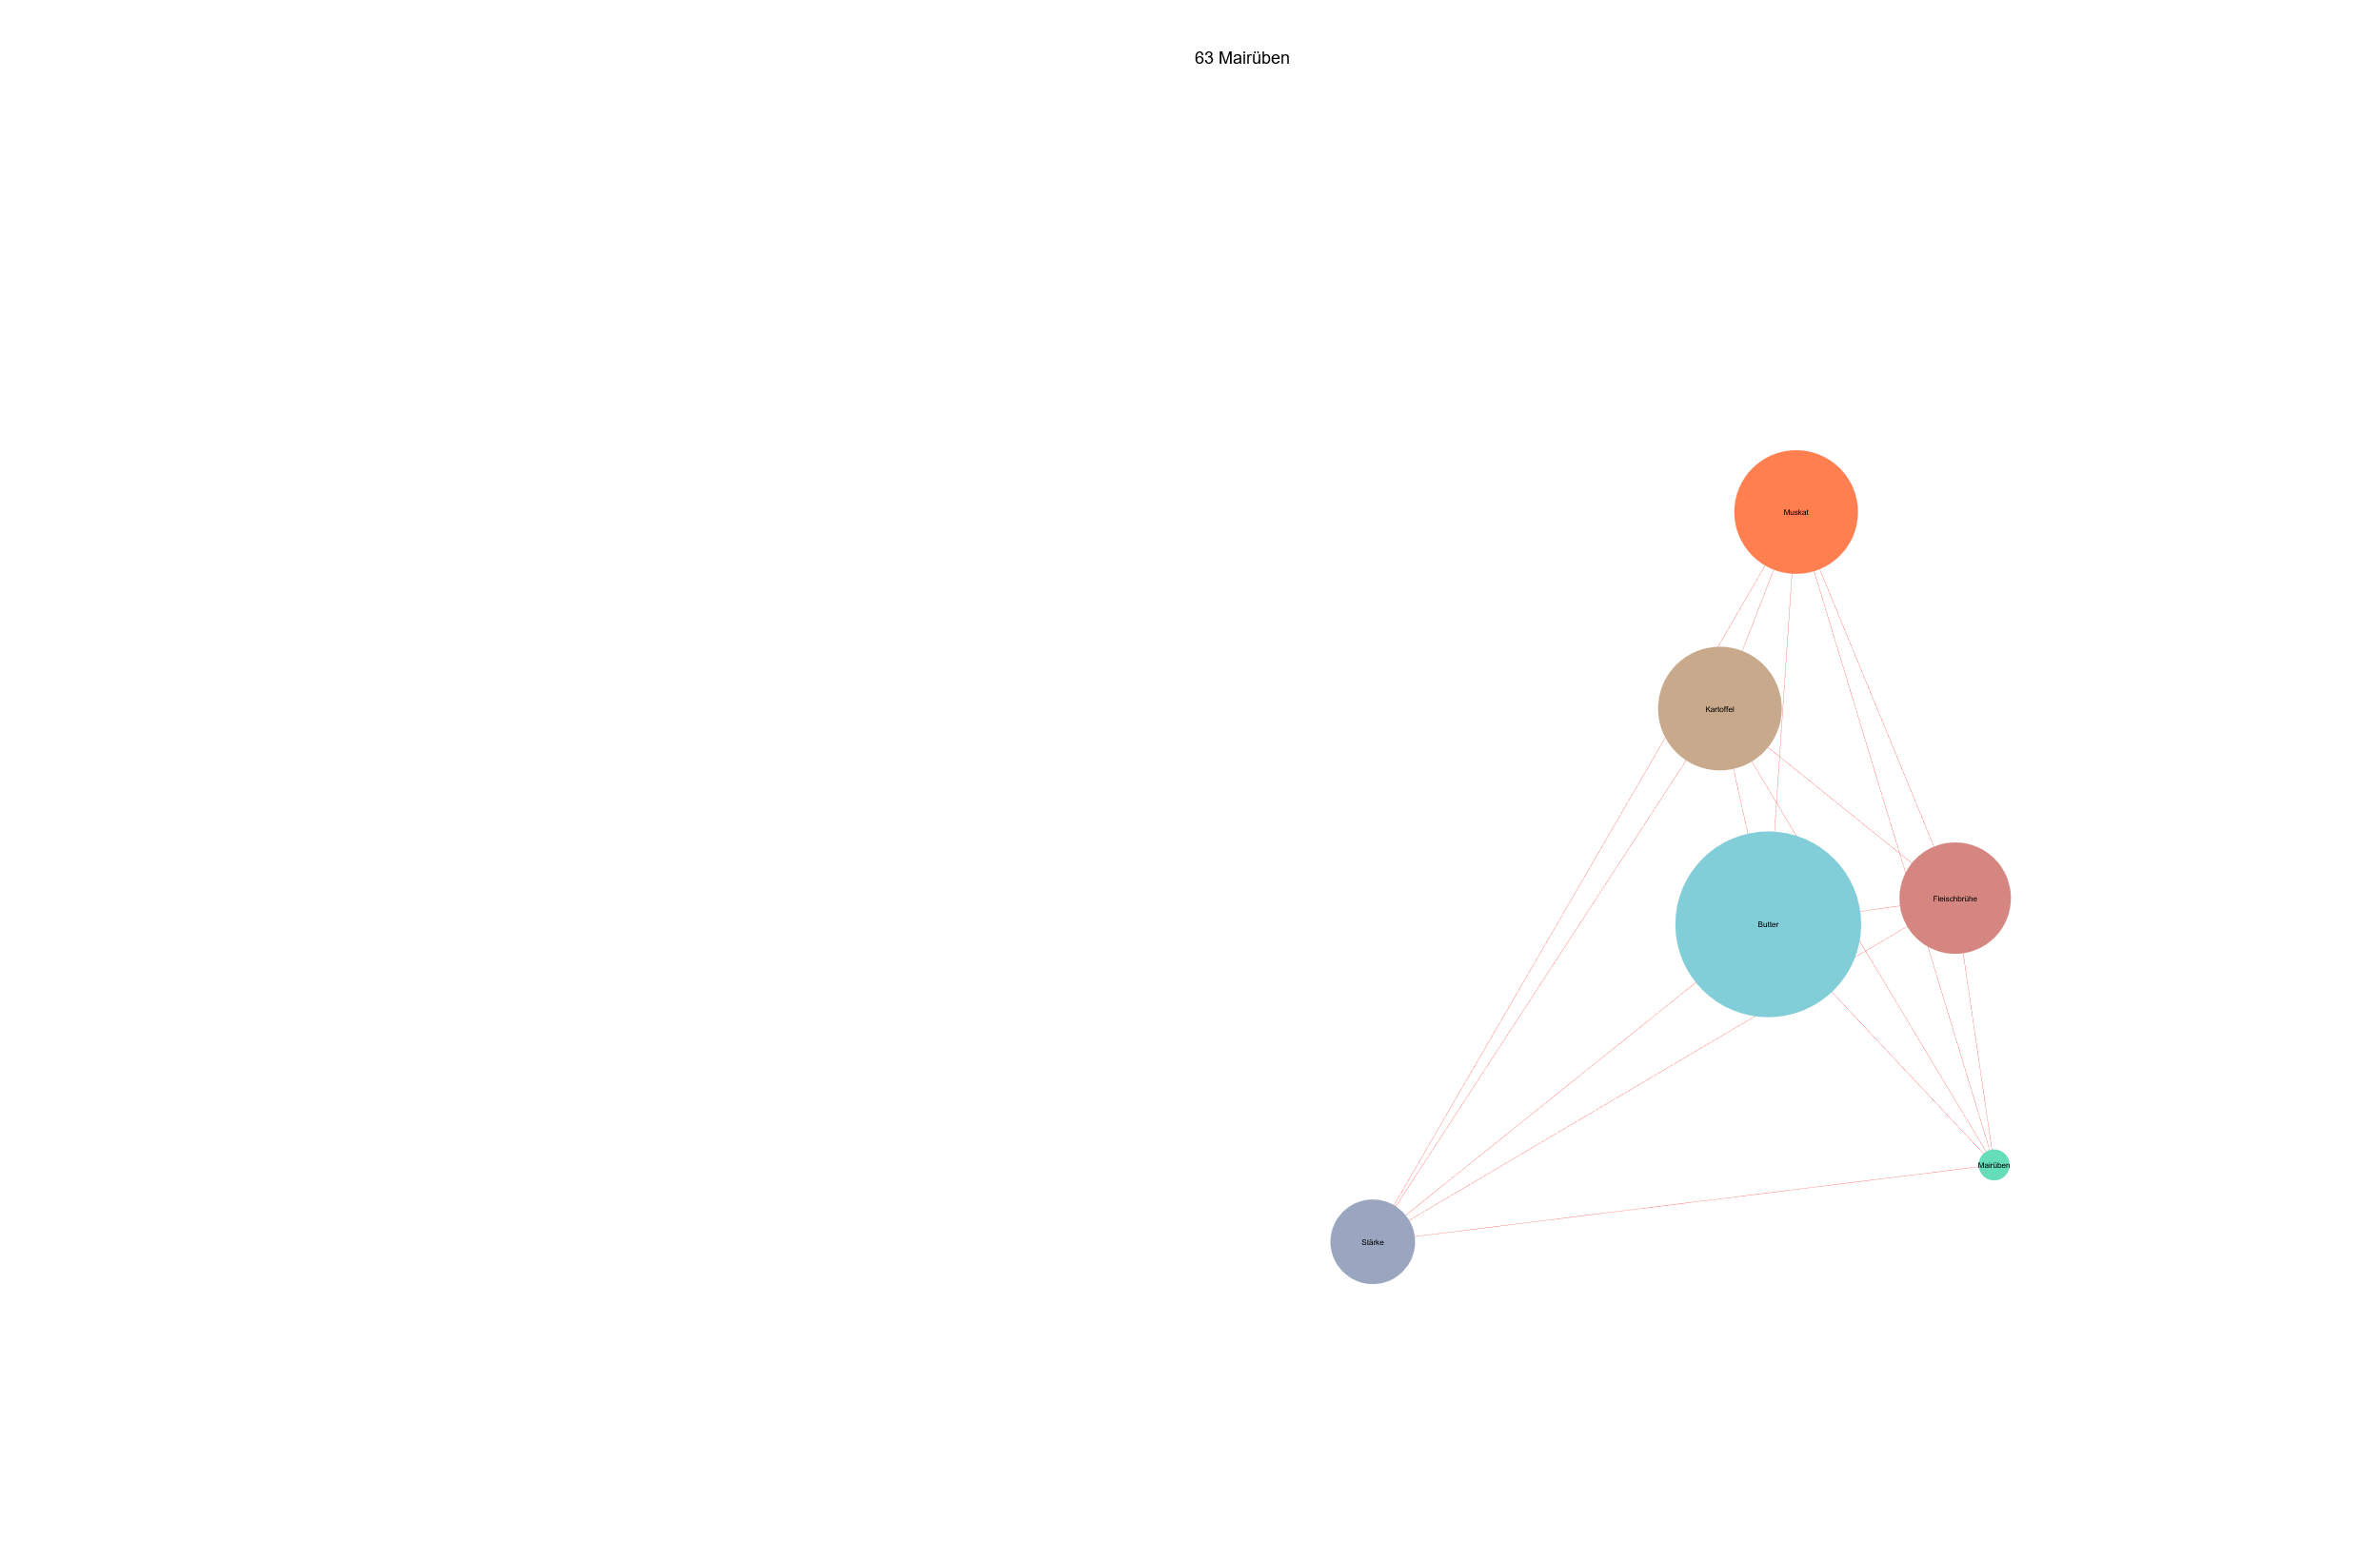 63 Mairüben
Muskat
Kartoffel
Fleischbrühe
Butter
Mairüben
Stärke